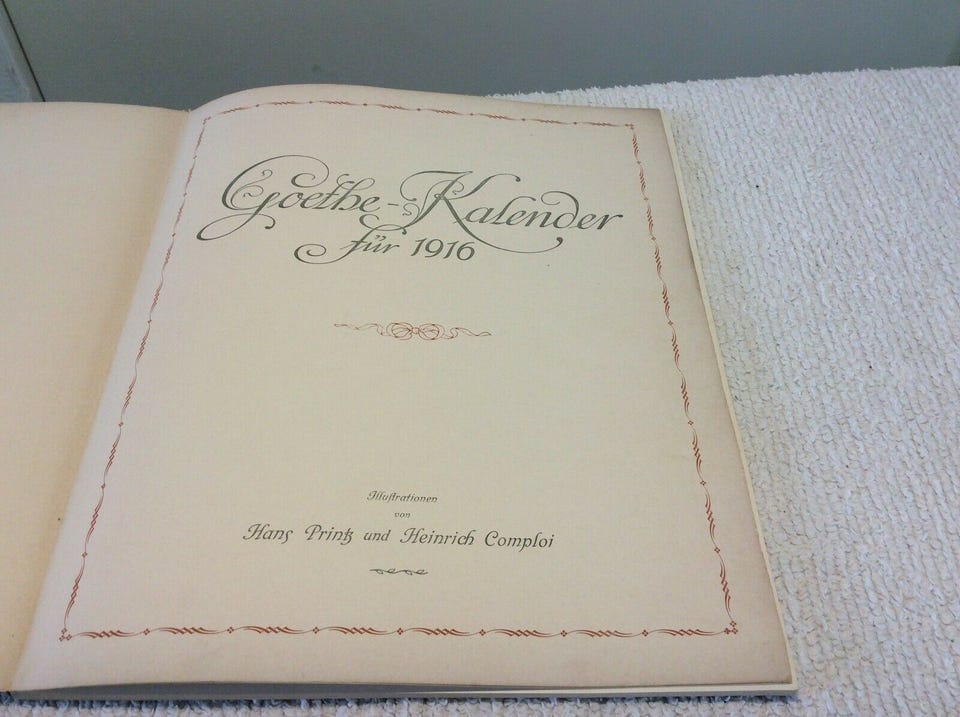 Goethe-Kalender
für 1916
Illustrationen
von
Hans Printz und Heinrich Comploi